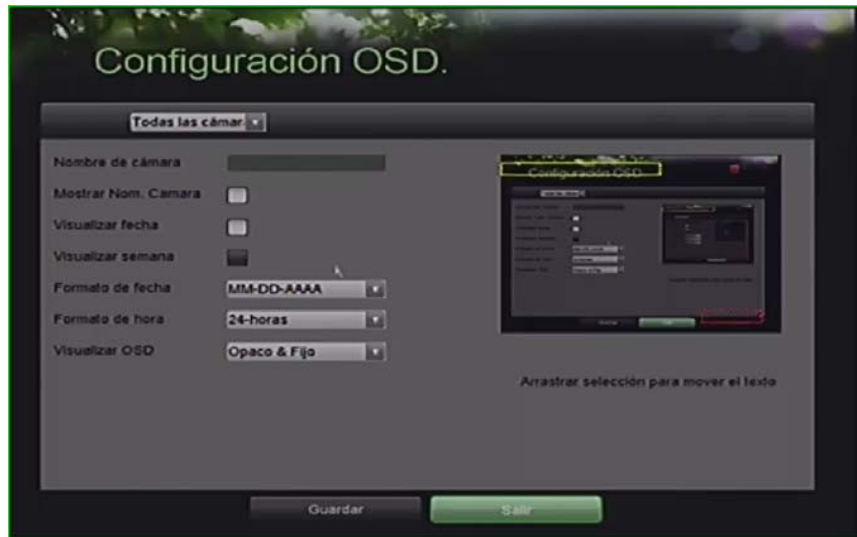 Configuración OSD.
Todas las cámar
Nombre de cámara
Mostrar Nom. Camara
Visualizar fecha
Visualizar semana
Formato de fecha MM-DD-AAAA
Formato de hora 24-horas
Visualizar OSD Opaco & Fijo
Configuración OSD
Arrastrar selección para mover el texto
Guardar Salir